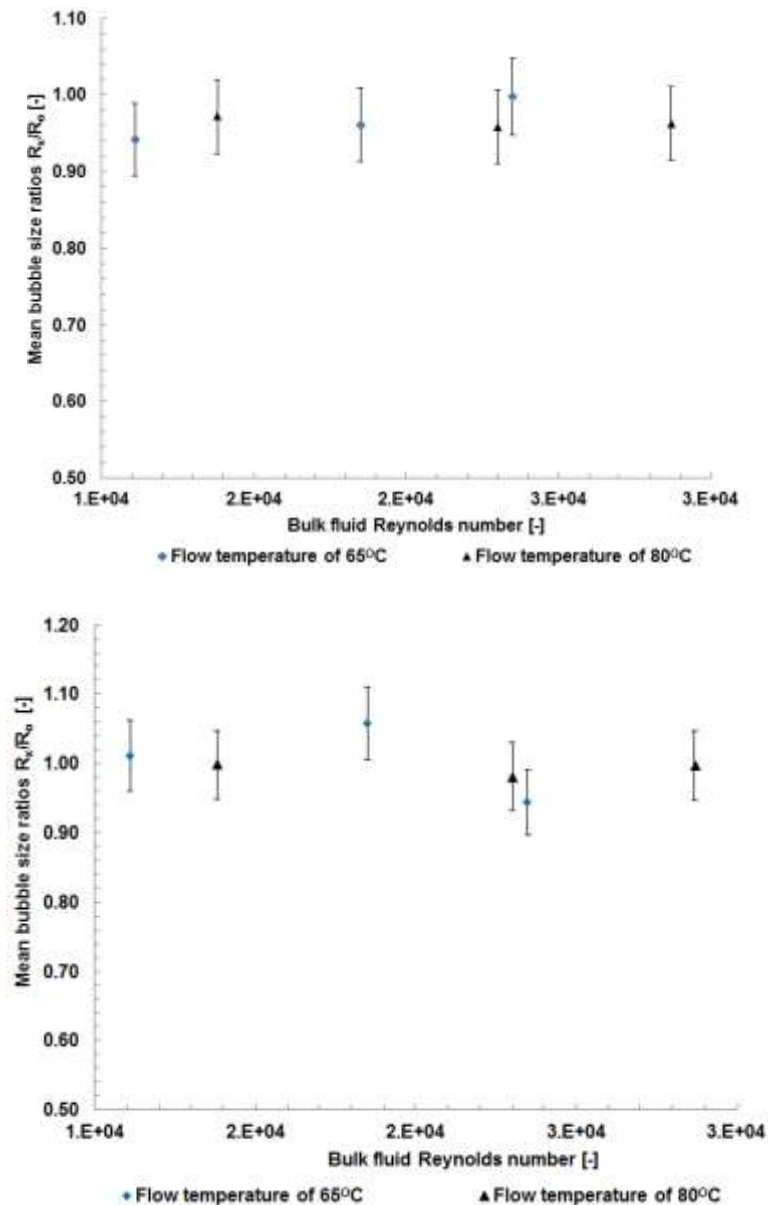 1.10
1.00
0.90
0.80
0.70
0.60
0.50
Mean bubble size ratios Rx/Ro [-]
1.E+04 2.E+04 2.E+04 3.E+04 3.E+04
Bulk fluid Reynolds number [-]
Flow temperature of 65⁰C Flow temperature of 80⁰C
1.20
1.10
1.00
0.90
0.80
0.70
0.60
0.50
Mean bubble size ratios Rx/Ro [-]
1.E+04 2.E+04 2.E+04 3.E+04 3.E+04
Bulk fluid Reynolds number [-]
Flow temperature of 65⁰C Flow temperature of 80⁰C